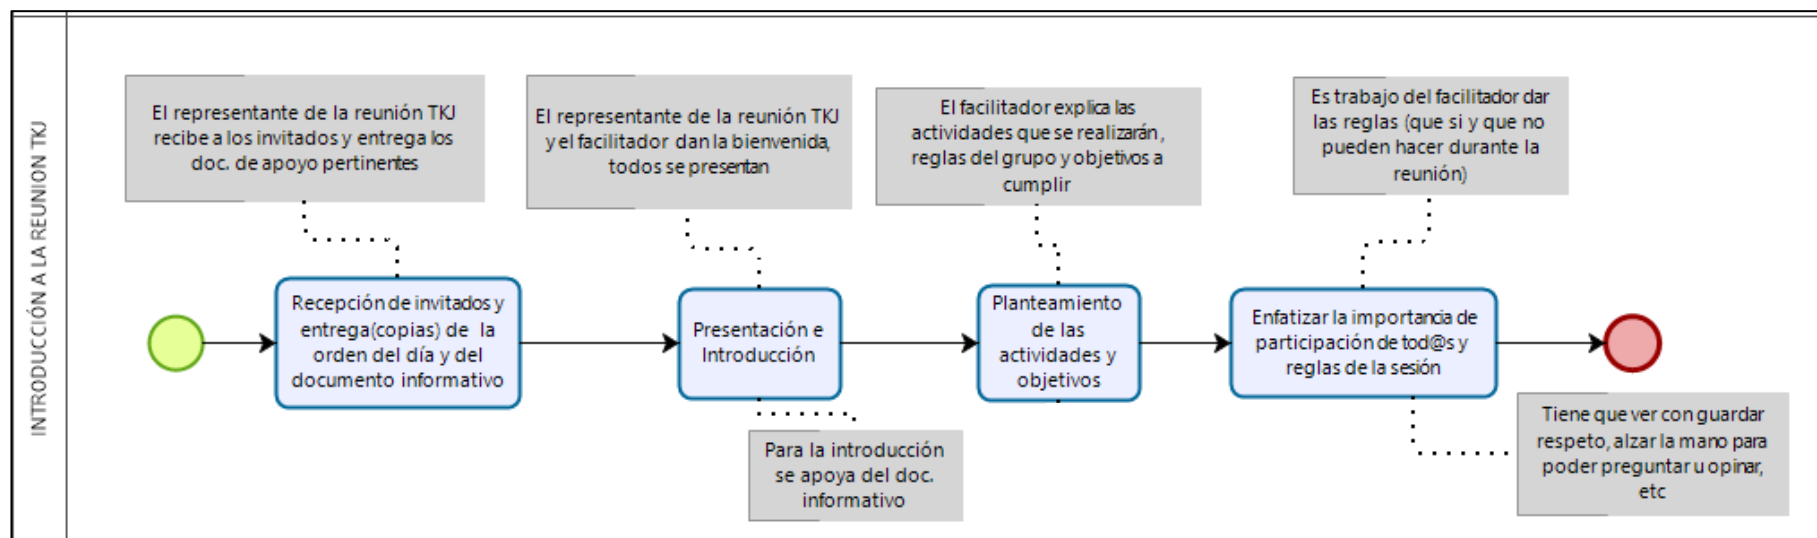 INTRODUCCIÓN A LA REUNION TKJ
El representante de la reunión TKJ
recibe a los invitados y entrega los
doc. de apoyo pertinentes
El representante de la reunión TKJ
y el facilitador dan la bienvenida,
todos se presentan
El facilitador explica las
actividades que se realizarán,
reglas del grupo y objetivos a
cumplir
Es trabajo del facilitador dar
las reglas (que si y que no
pueden hacer durante la
reunión)
Recepción de invitados y
entrega(copias) de la
orden del día y del
documento informativo
Presentación e
Introducción
Planteamiento
de las
actividades y
objetivos
Enfatizar la importancia de
participación de tod@s y
reglas de la sesión
Para la introducción
se apoya del doc.
informativo
Tiene que ver con guardar
respeto, alzar la mano para
poder preguntar u opinar,
etc